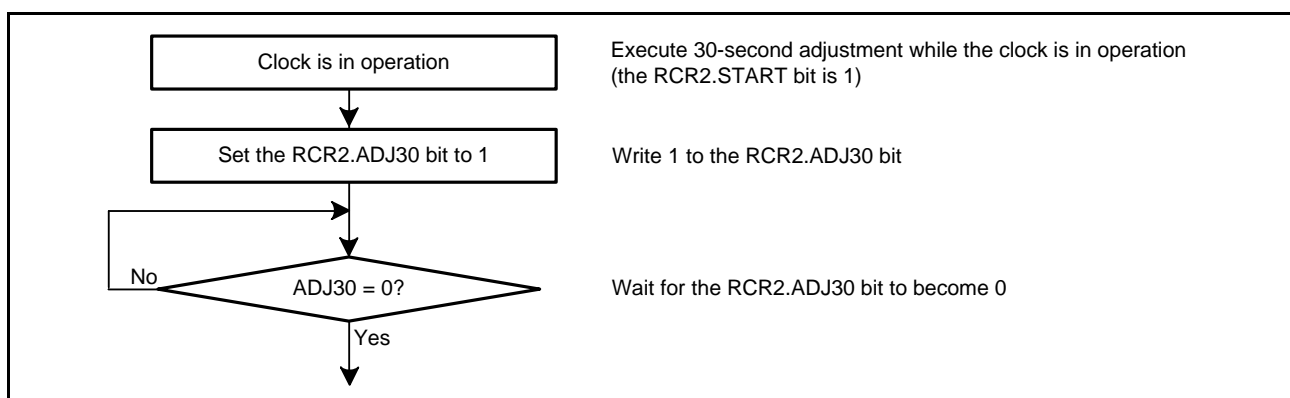 Clock is in operation
Execute 30-second adjustment while the clock is in operation
(the RCR2.START bit is 1)
Set the RCR2.ADJ30 bit to 1
Write 1 to the RCR2.ADJ30 bit
No
ADJ30 = 0?
Wait for the RCR2.ADJ30 bit to become 0
Yes